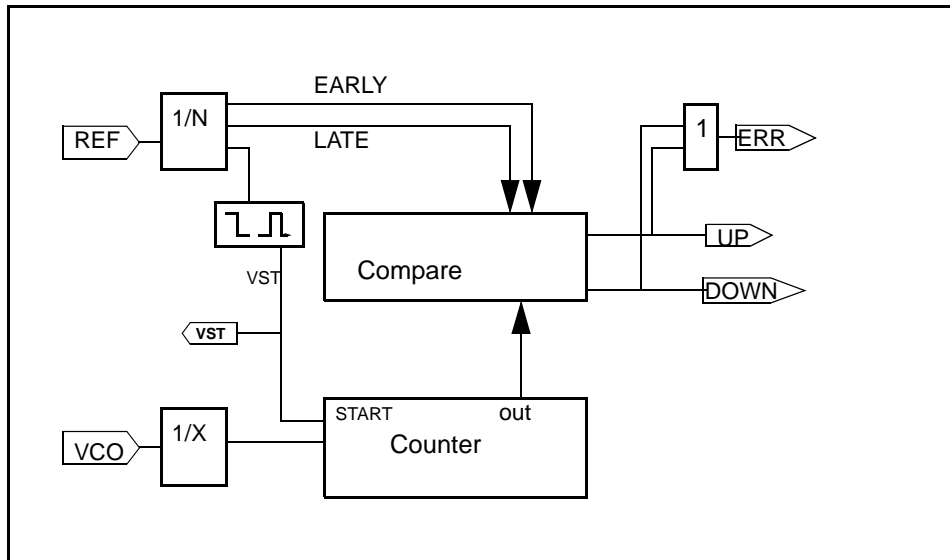 EARLY
1/N
REF
LATE
1
ERR
UP
Compare
VST
DOWN
VST
START
out
1/X
VCO
Counter